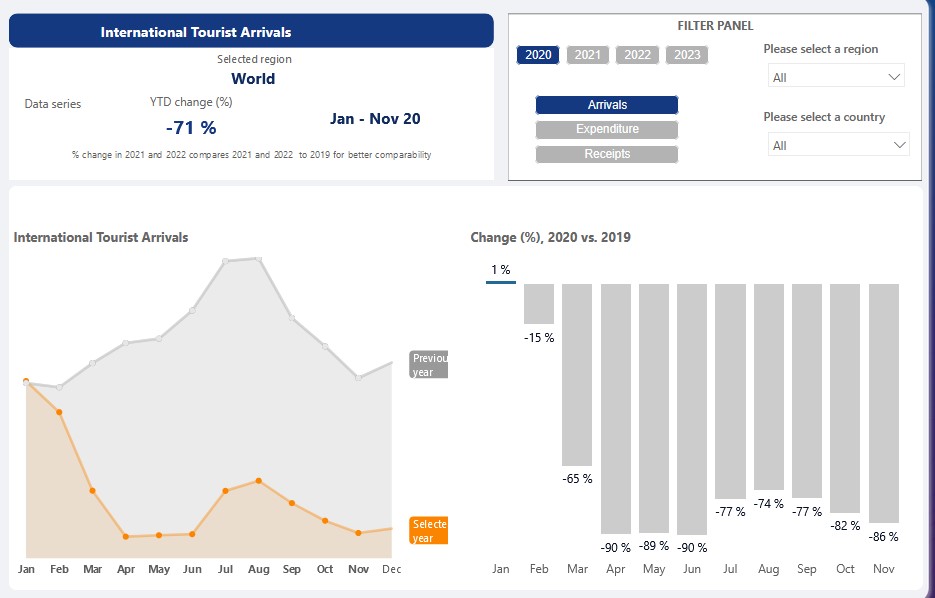 International Tourist Arrivals
Selected region
World
Data series
YTD change (%)
-71 %
Jan - Nov 20
% change in 2021 and 2022 compares 2021 and 2022 to 2019 for better comparability
FILTER PANEL
2020 2021 2022 2023
Arrivals
Expenditure
Receipts
Please select a region
All
Please select a country
All
International Tourist Arrivals
Previou
year
Selecte
year
Jan Feb Mar Apr May Jun Jul Aug Sep Oct Nov Dec
Change (%), 2020 vs. 2019
1 %
-15 %
-65 %
-90 %
-89 %
-90 %
-77 %
-74 %
-77 %
-82 %
-86 %
Jan Feb Mar Apr May Jun Jul Aug Sep Oct Nov